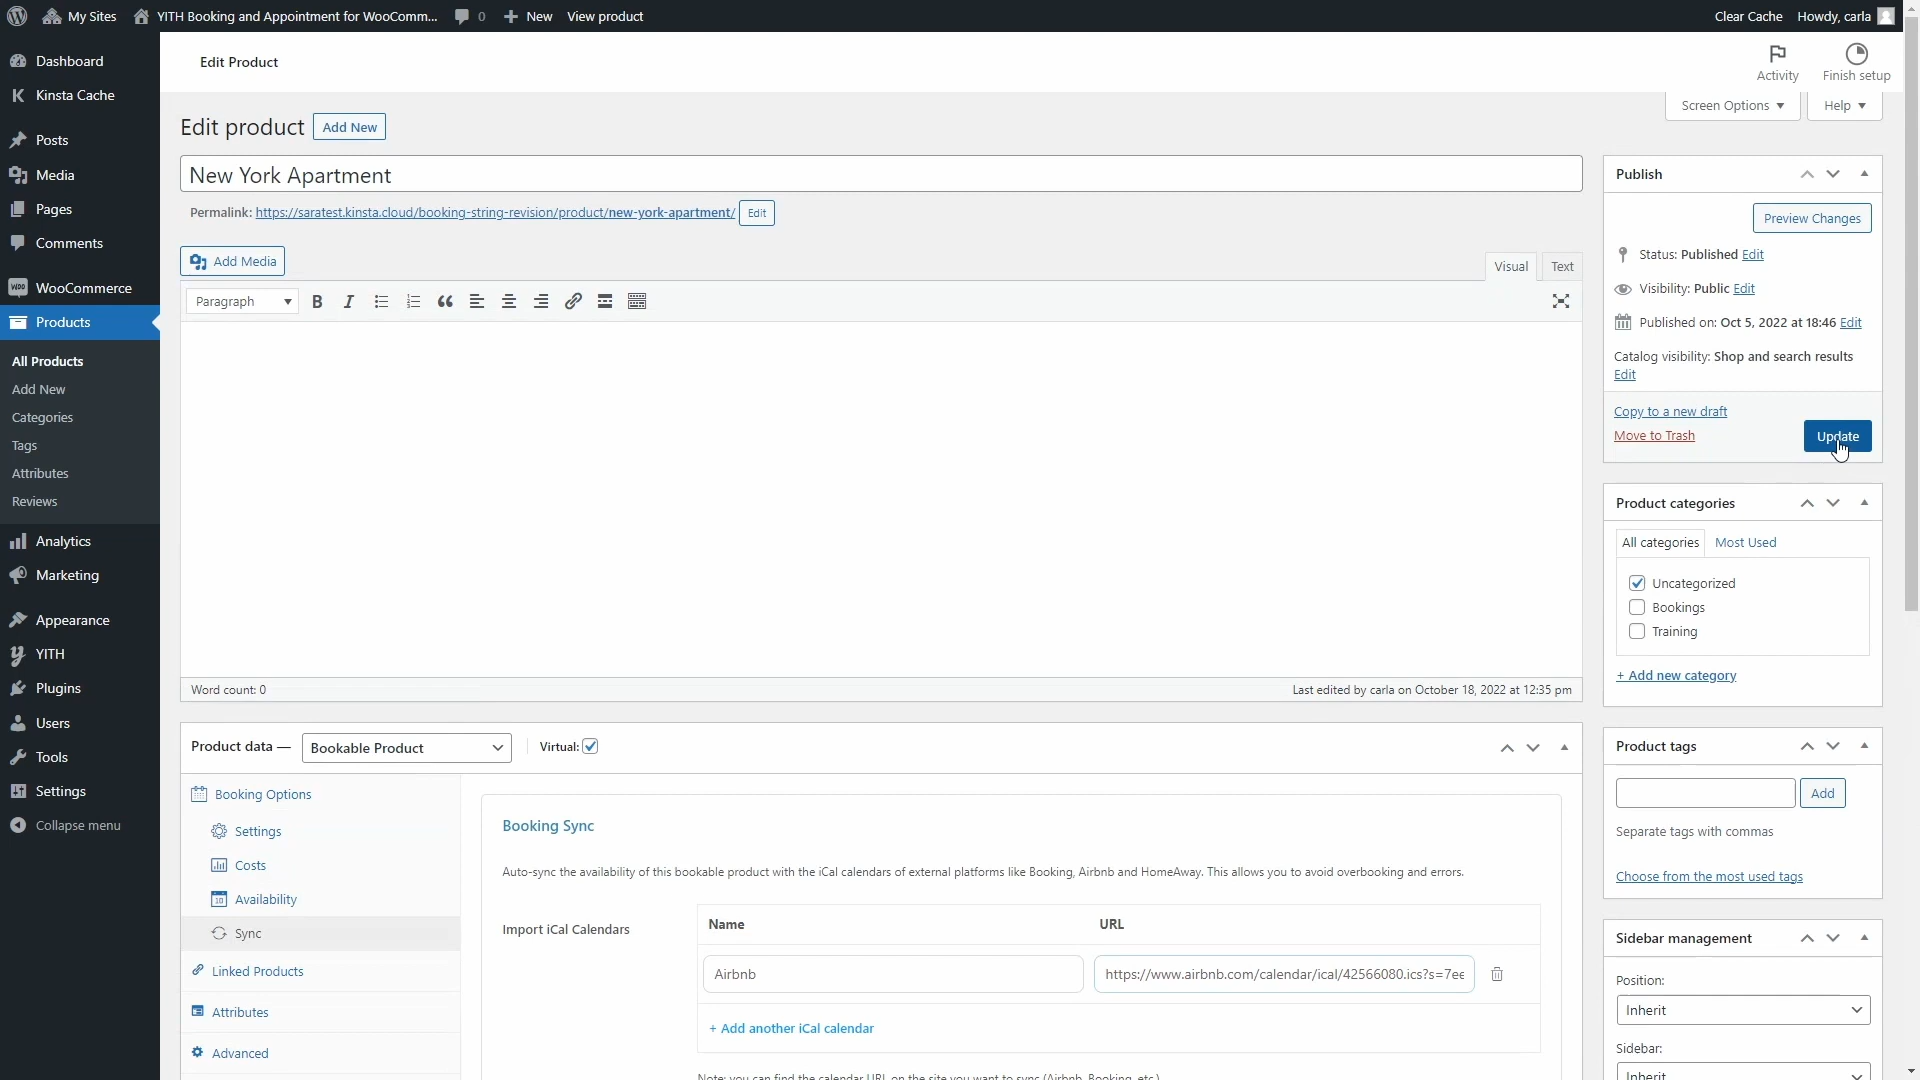 My Sites
YITH Booking and Appointment for WooComm...
0
New
View product
Clear Cache
Howdy, carla
Dashboard
Kinsta Cache
Posts
Media
Pages
Comments
WooCommerce
Products
All Products
Add New
Categories
Tags
Attributes
Reviews
Analytics
Marketing
Appearance
YITH
Plugins
Users
Tools
Settings
Collapse menu
Edit Product
Activity
Finish setup
Screen Options
Help
Edit product
Add New
New York Apartment
Permalink: https://saratest.kinsta.cloud/booking-string-revision/product/new-york-apartment/ Edit
Add Media
Visual
Text
Paragraph
Word count: 0
Last edited by carla on October 18, 2022 at 12:35 pm
Product data — Bookable Product
Virtual:
Booking Options
Settings
Costs
Availability
Sync
Linked Products
Attributes
Advanced
Booking Sync
Auto-sync the availability of this bookable product with the iCal calendars of external platforms like Booking, Airbnb and HomeAway. This allows you to avoid overbooking and errors.
Import iCal Calendars
Name
URL
Airbnb
https://www.airbnb.com/calendar/ical/42566080.ics?s=7ee
+ Add another iCal calendar
Note: you can find the calendar URL on the site you want to sync (Airbnb, Booking, etc.)
Publish
Preview Changes
Status: Published Edit
Visibility: Public Edit
Published on: Oct 5, 2022 at 18:46 Edit
Catalog visibility: Shop and search results
Edit
Copy to a new draft
Move to Trash
Update
Product categories
All categories
Most Used
Uncategorized
Bookings
Training
+ Add new category
Product tags
Add
Separate tags with commas
Choose from the most used tags
Sidebar management
Position:
Inherit
Sidebar:
Inherit